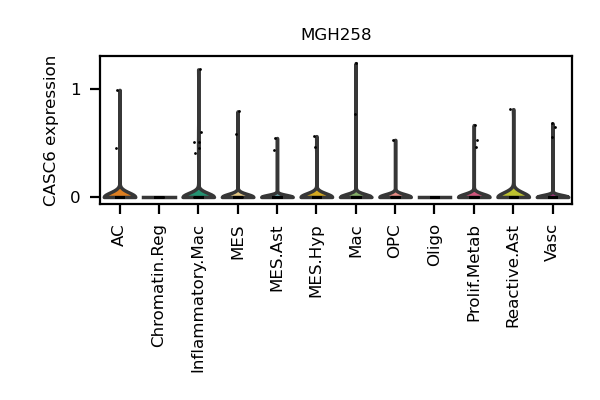 MGH258
CASC6 expression
1
0
AC
Chromatin.Reg
Inflammatory.Mac
MES
MES.Ast
MES.Hyp
Mac
OPC
Oligo
Prolif.Metab
Reactive.Ast
Vasc